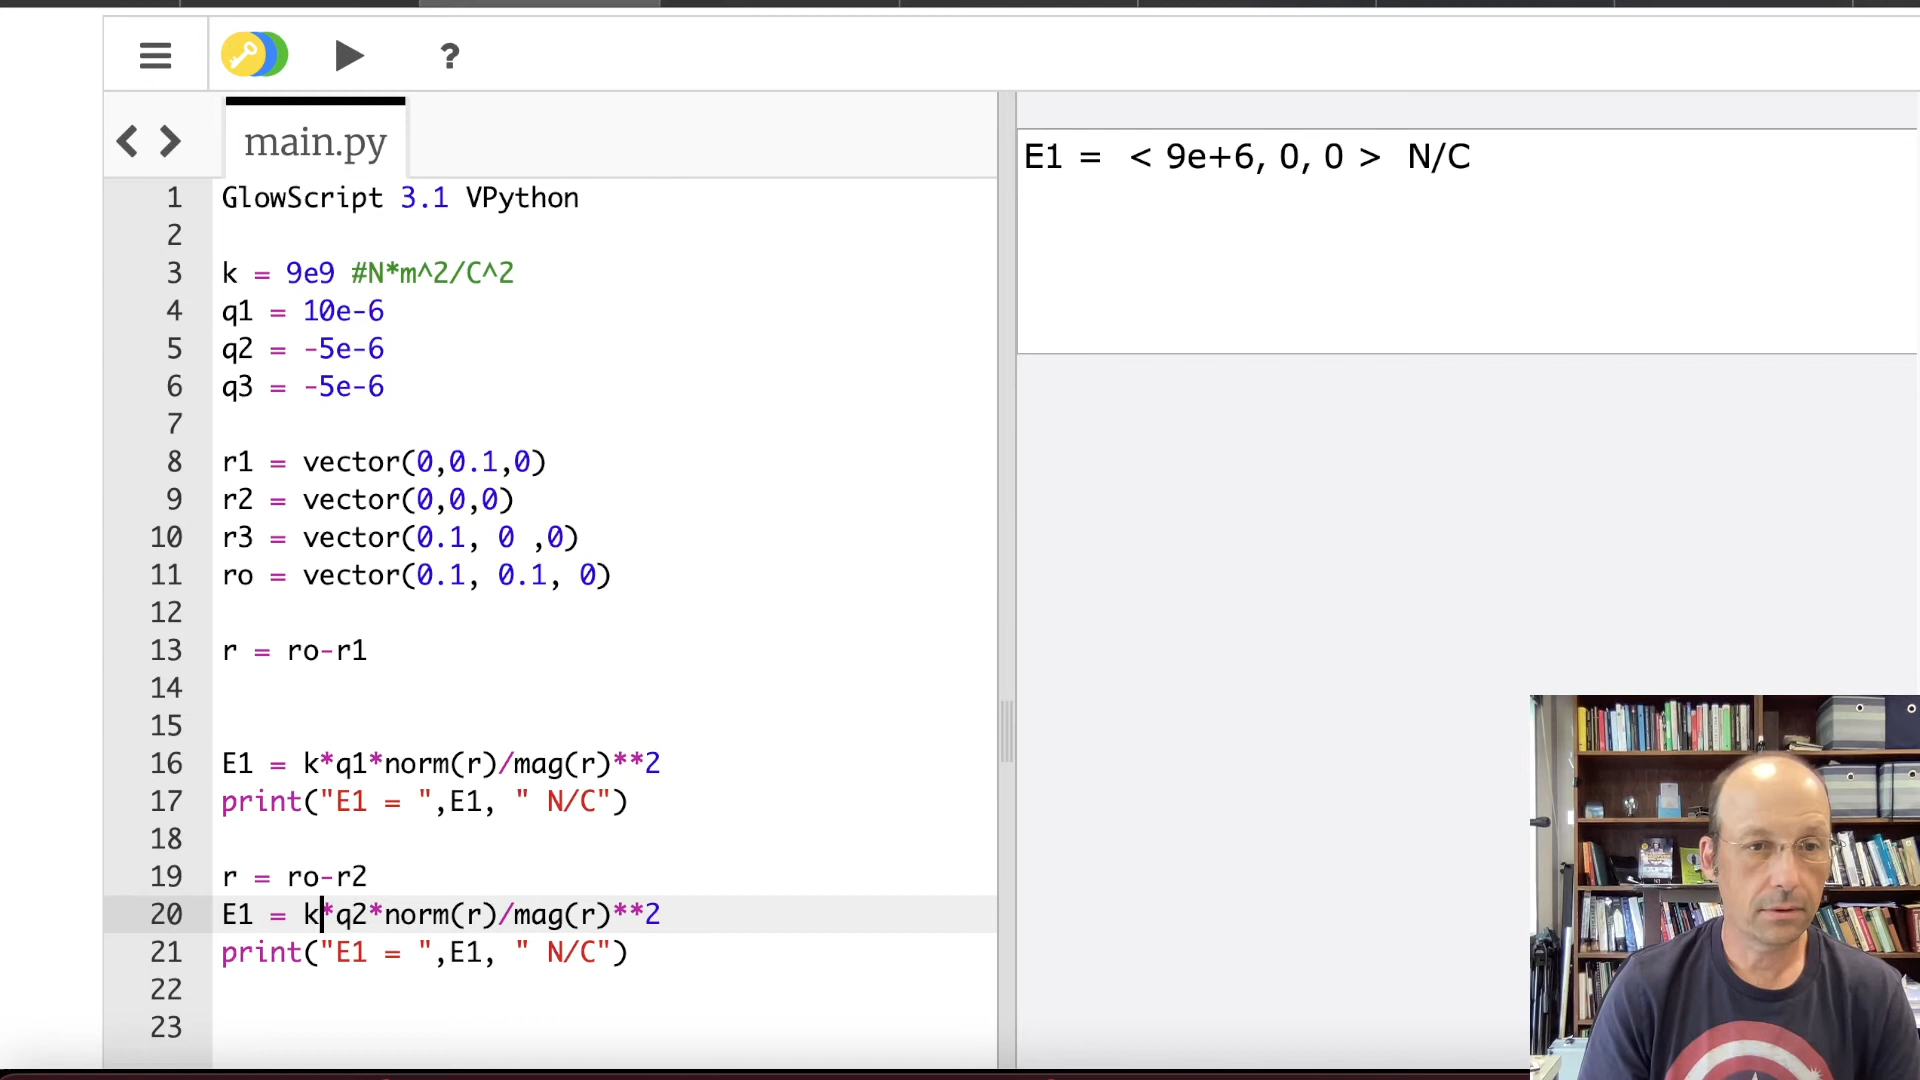 ?
main.py
1 GlowScript 3.1 VPython
2
3 k = 9e9 #N*m^2/C^2
4 q1 = 10e-6
5 q2 = -5e-6
6 q3 = -5e-6
7
8 r1 = vector(0,0.1,0)
9 r2 = vector(0,0,0)
10 r3 = vector(0.1, 0 ,0)
11 ro = vector(0.1, 0.1, 0)
12
13 r = ro-r1
14
15
16 E1 = k*q1*norm(r)/mag(r)**2
17 print("E1 = ",E1, " N/C")
18
19 r = ro-r2
20 E1 = k*q2*norm(r)/mag(r)**2
21 print("E1 = ",E1, " N/C")
22
23
E1 = < 9e+6, 0, 0 > N/C